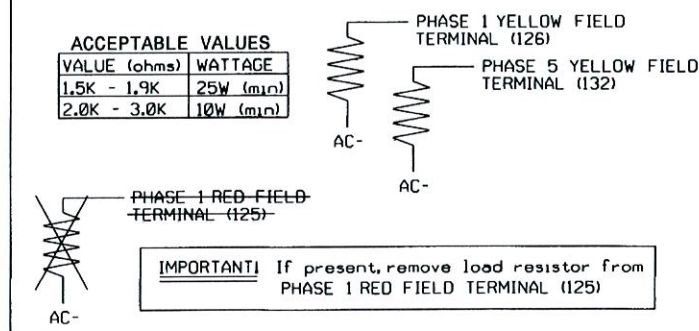 PHASE 1 YELLOW FIELD
TERMINAL (126)
ACCEPTABLE VALUES
VALUE (ohms) WATTAGE
1.5K - 1.9K 25W (min)
2.0K - 3.0K 10W (min)
PHASE 5 YELLOW FIELD
TERMINAL (132)
AC-
AC-
PHASE 1 RED FIELD
TERMINAL (125)
AC-
IMPORTANT! If present, remove load resistor from
PHASE 1 RED FIELD TERMINAL (125)